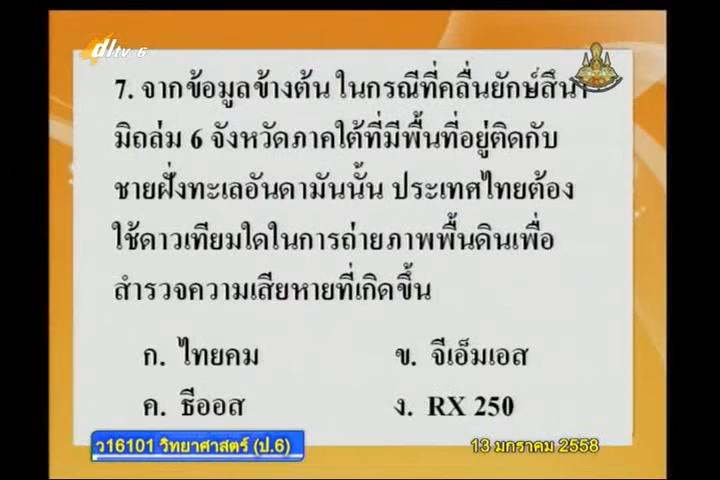 dltv 6
7. จากข้อมูลข้างต้น ในกรณีที่คลื่นยักษ์สึนา
มิถล่ม 6 จังหวัดภาคใต้ที่มีพื้นที่อยู่ติดกับ
ชายฝั่งทะเลอันดามันนั้น ประเทศไทยต้อง
ใช้ดาวเทียมใดในการถ่ายภาพพื้นดินเพื่อ
สำรวจความเสียหายที่เกิดขึ้น
ก. ไทยคม ข. จีเอ็มเอส
ค. ธีออส ง. RX 250
ว16101 วิทยาศาสตร์ (ป.6) 13 มกราคม 2558